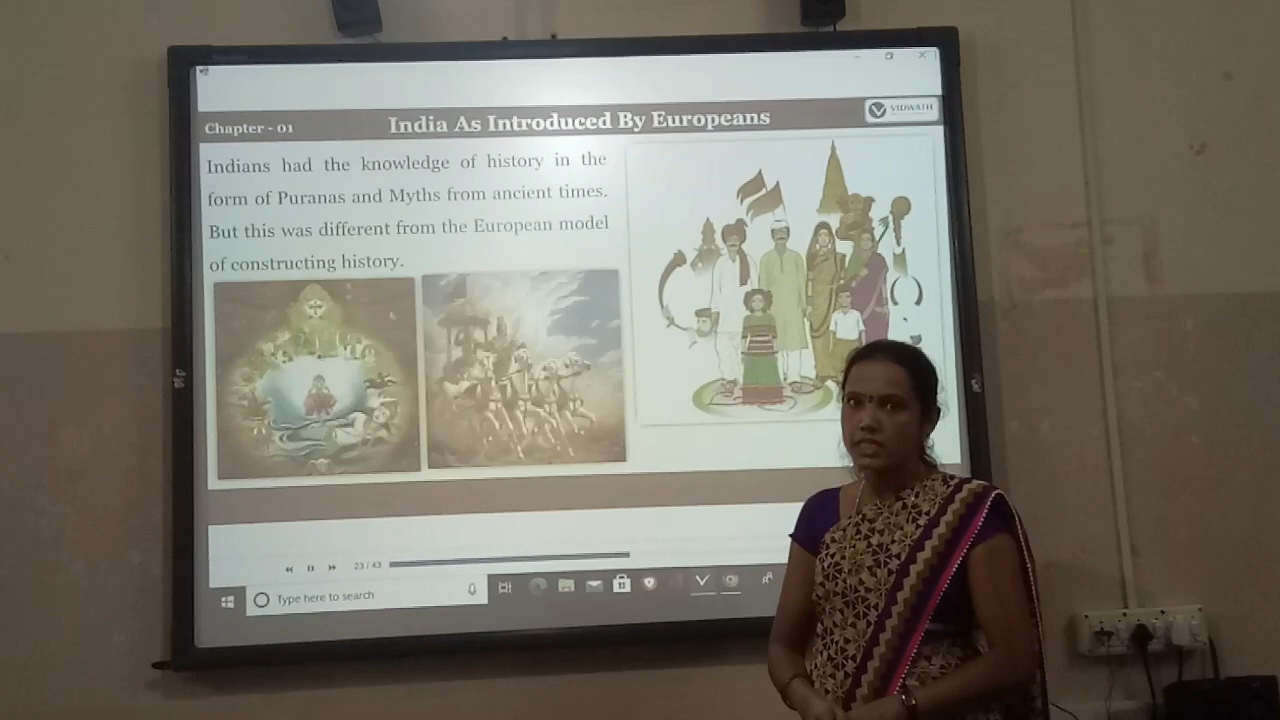 Chapter - 01
India As Introduced By Europeans
VIDWATH
Indians had the knowledge of history in the
form of Puranas and Myths from ancient times.
But this was different from the European model
of constructing history.
23 / 43
Type here to search